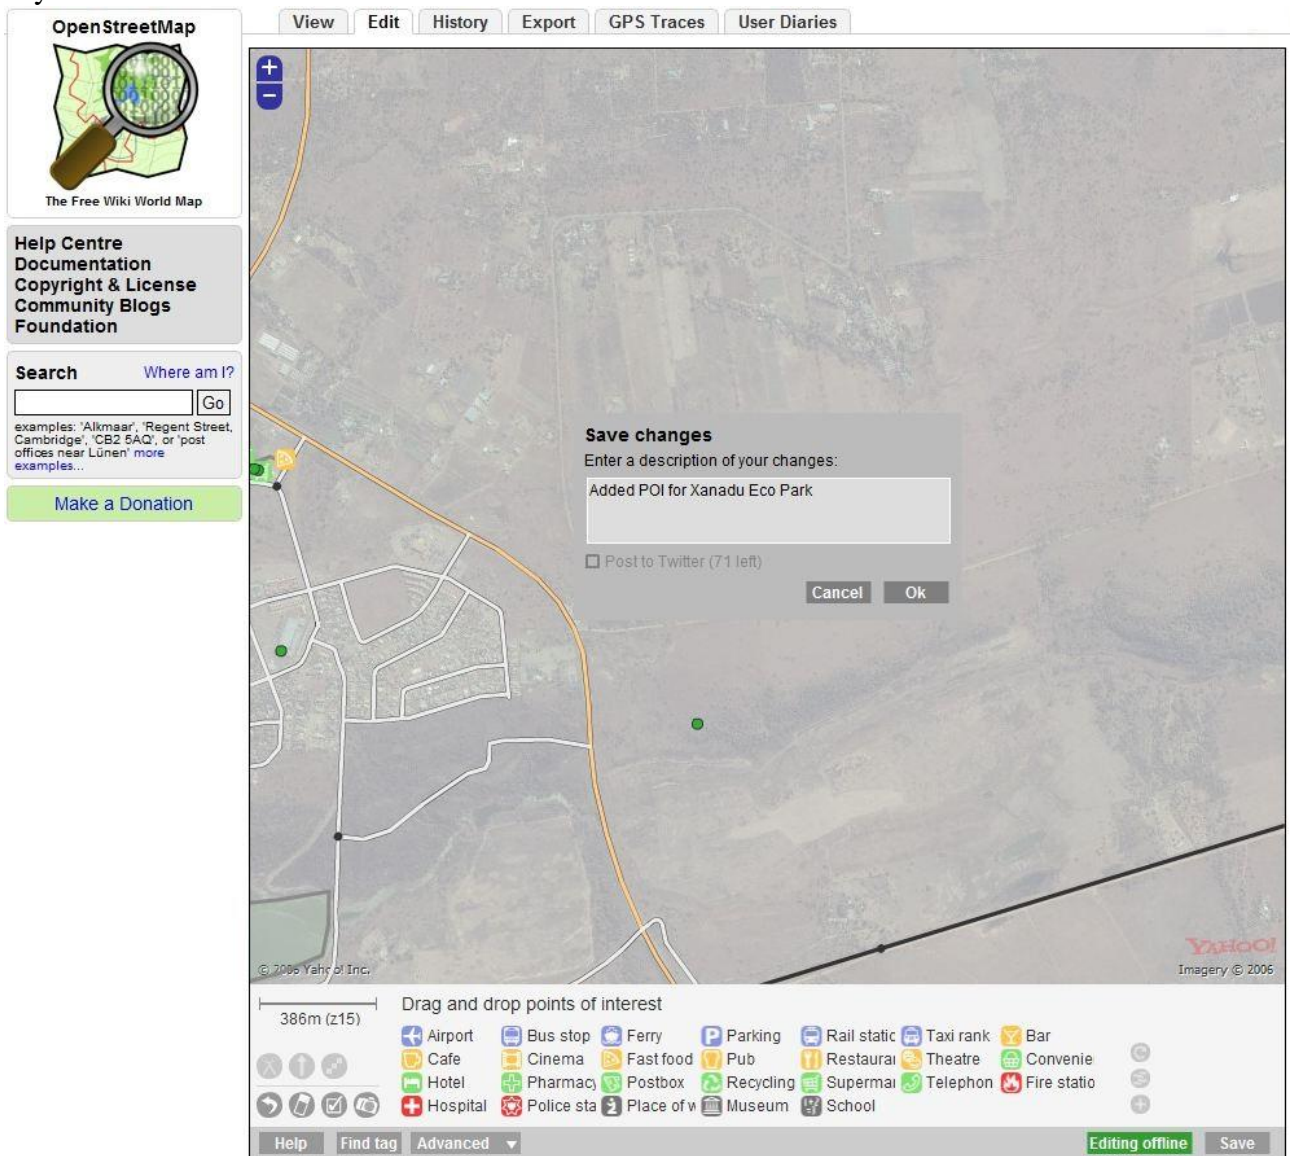 OpenStreetMap
The Free Wiki World Map
View Edit History Export GPS Traces User Diaries
Help Centre
Documentation
Copyright & License
Community Blogs
Foundation
Search Where am I?
Go
examples: 'Alkmaar', 'Regent Street,
Cambridge', 'CB2 5AQ', or 'post
offices near Lünen' more
examples...
Make a Donation
+
−
Save changes
Enter a description of your changes:
Added POI for Xanadu Eco Park
Post to Twitter (71 left)
Cancel Ok
© 2006 Yahoo! Inc.
YAHOO!
Imagery © 2006
386m (z15)
Drag and drop points of interest
Airport Bus stop Ferry Parking Rail static Taxi rank Bar
Cafe Cinema Fast food Pub Restaurai Theatre Convenie
Hotel Pharmacy Postbox Recycling Supermai Telephon Fire statio
Hospital Police sta Place of w Museum School
Help Find tag Advanced Editing offline Save